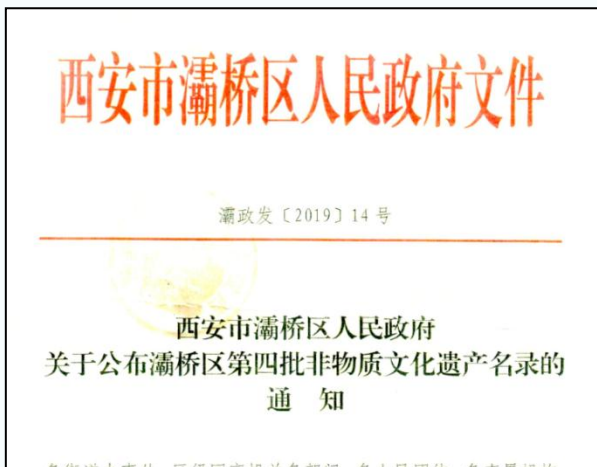 西安市灞桥区人民政府文件
灞政发〔2019〕14 号
西安市灞桥区人民政府
关于公布灞桥区第四批非物质文化遗产名录的
通 知